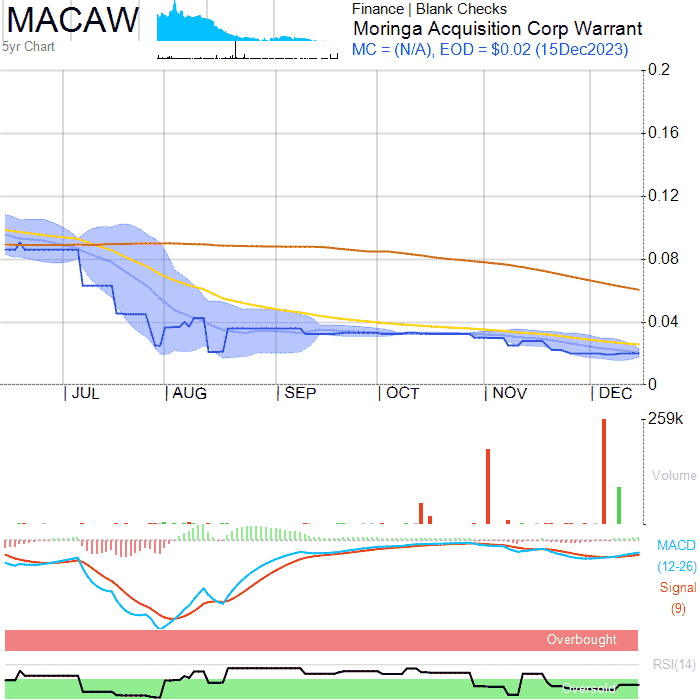 MACAW
5yr Chart
Finance | Blank Checks
Moringa Acquisition Corp Warrant
MC = (N/A), EOD = $0.02 (15Dec2023)
0.2
0.16
0.12
0.08
0.04
0
JUL AUG SEP OCT NOV DEC
259k
Volume
MACD
(12-26)
Signal
(9)
Overbought
RSI(14)
Oversold